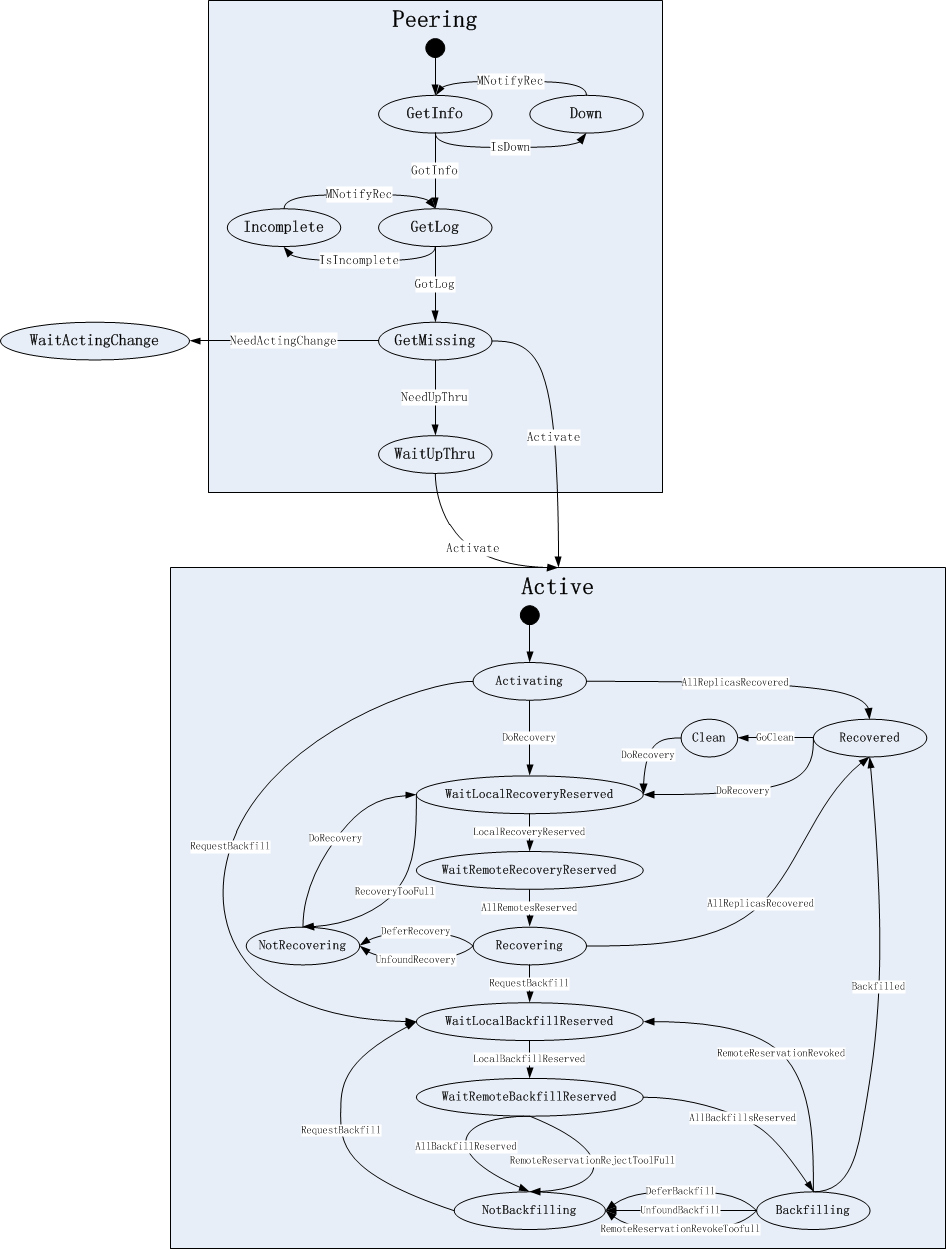 Peering
MNotifyRec
GetInfo
Down
IsDown
GotInfo
MNotifyRec
Incomplete
GetLog
IsIncomplete
GotLog
WaitActingChange
NeedActingChange
GetMissing
NeedUpThru
Activate
WaitUpThru
Activate
Active
Activating
AllReplicasRecovered
DoRecovery
Clean
GoClean
Recovered
DoRecovery
DoRecovery
WaitLocalRecoveryReserved
LocalRecoveryReserved
DoRecovery
RequestBackfill
WaitRemoteRecoveryReserved
RecoveryTooFull
AllRemotesReserved
AllReplicasRecovered
DeferRecovery
NotRecovering
Recovering
UnfoundRecovery
RequestBackfill
Backfilled
WaitLocalBackfillReserved
LocalBackfillReserved
RemoteReservationRevoked
WaitRemoteBackfillReserved
AllBackfillsReserved
RequestBackfill
AllBackfillReserved
RemoteReservationRejectToolFull
DeferBackfill
NotBackfilling
UnfoundBackfill
Backfilling
RemoteReservationRevokeToofull